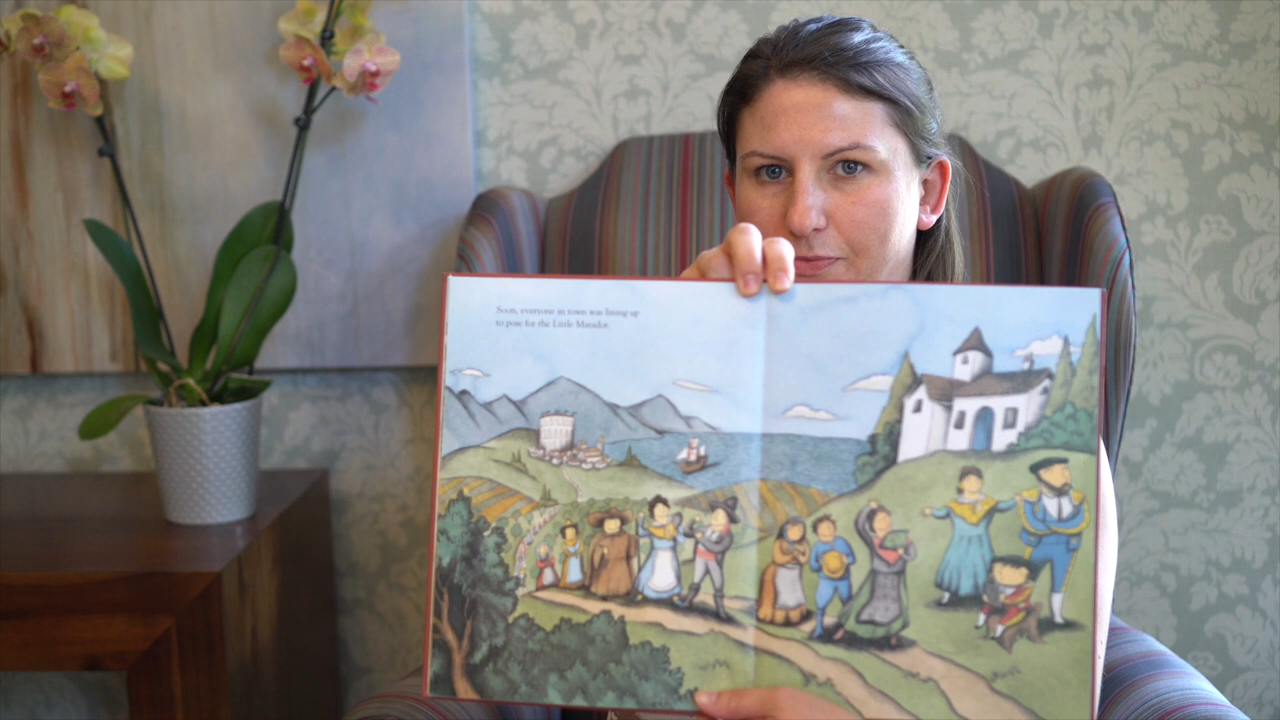 Soon, everyone in town was lining up
to pose for the Little Matador.